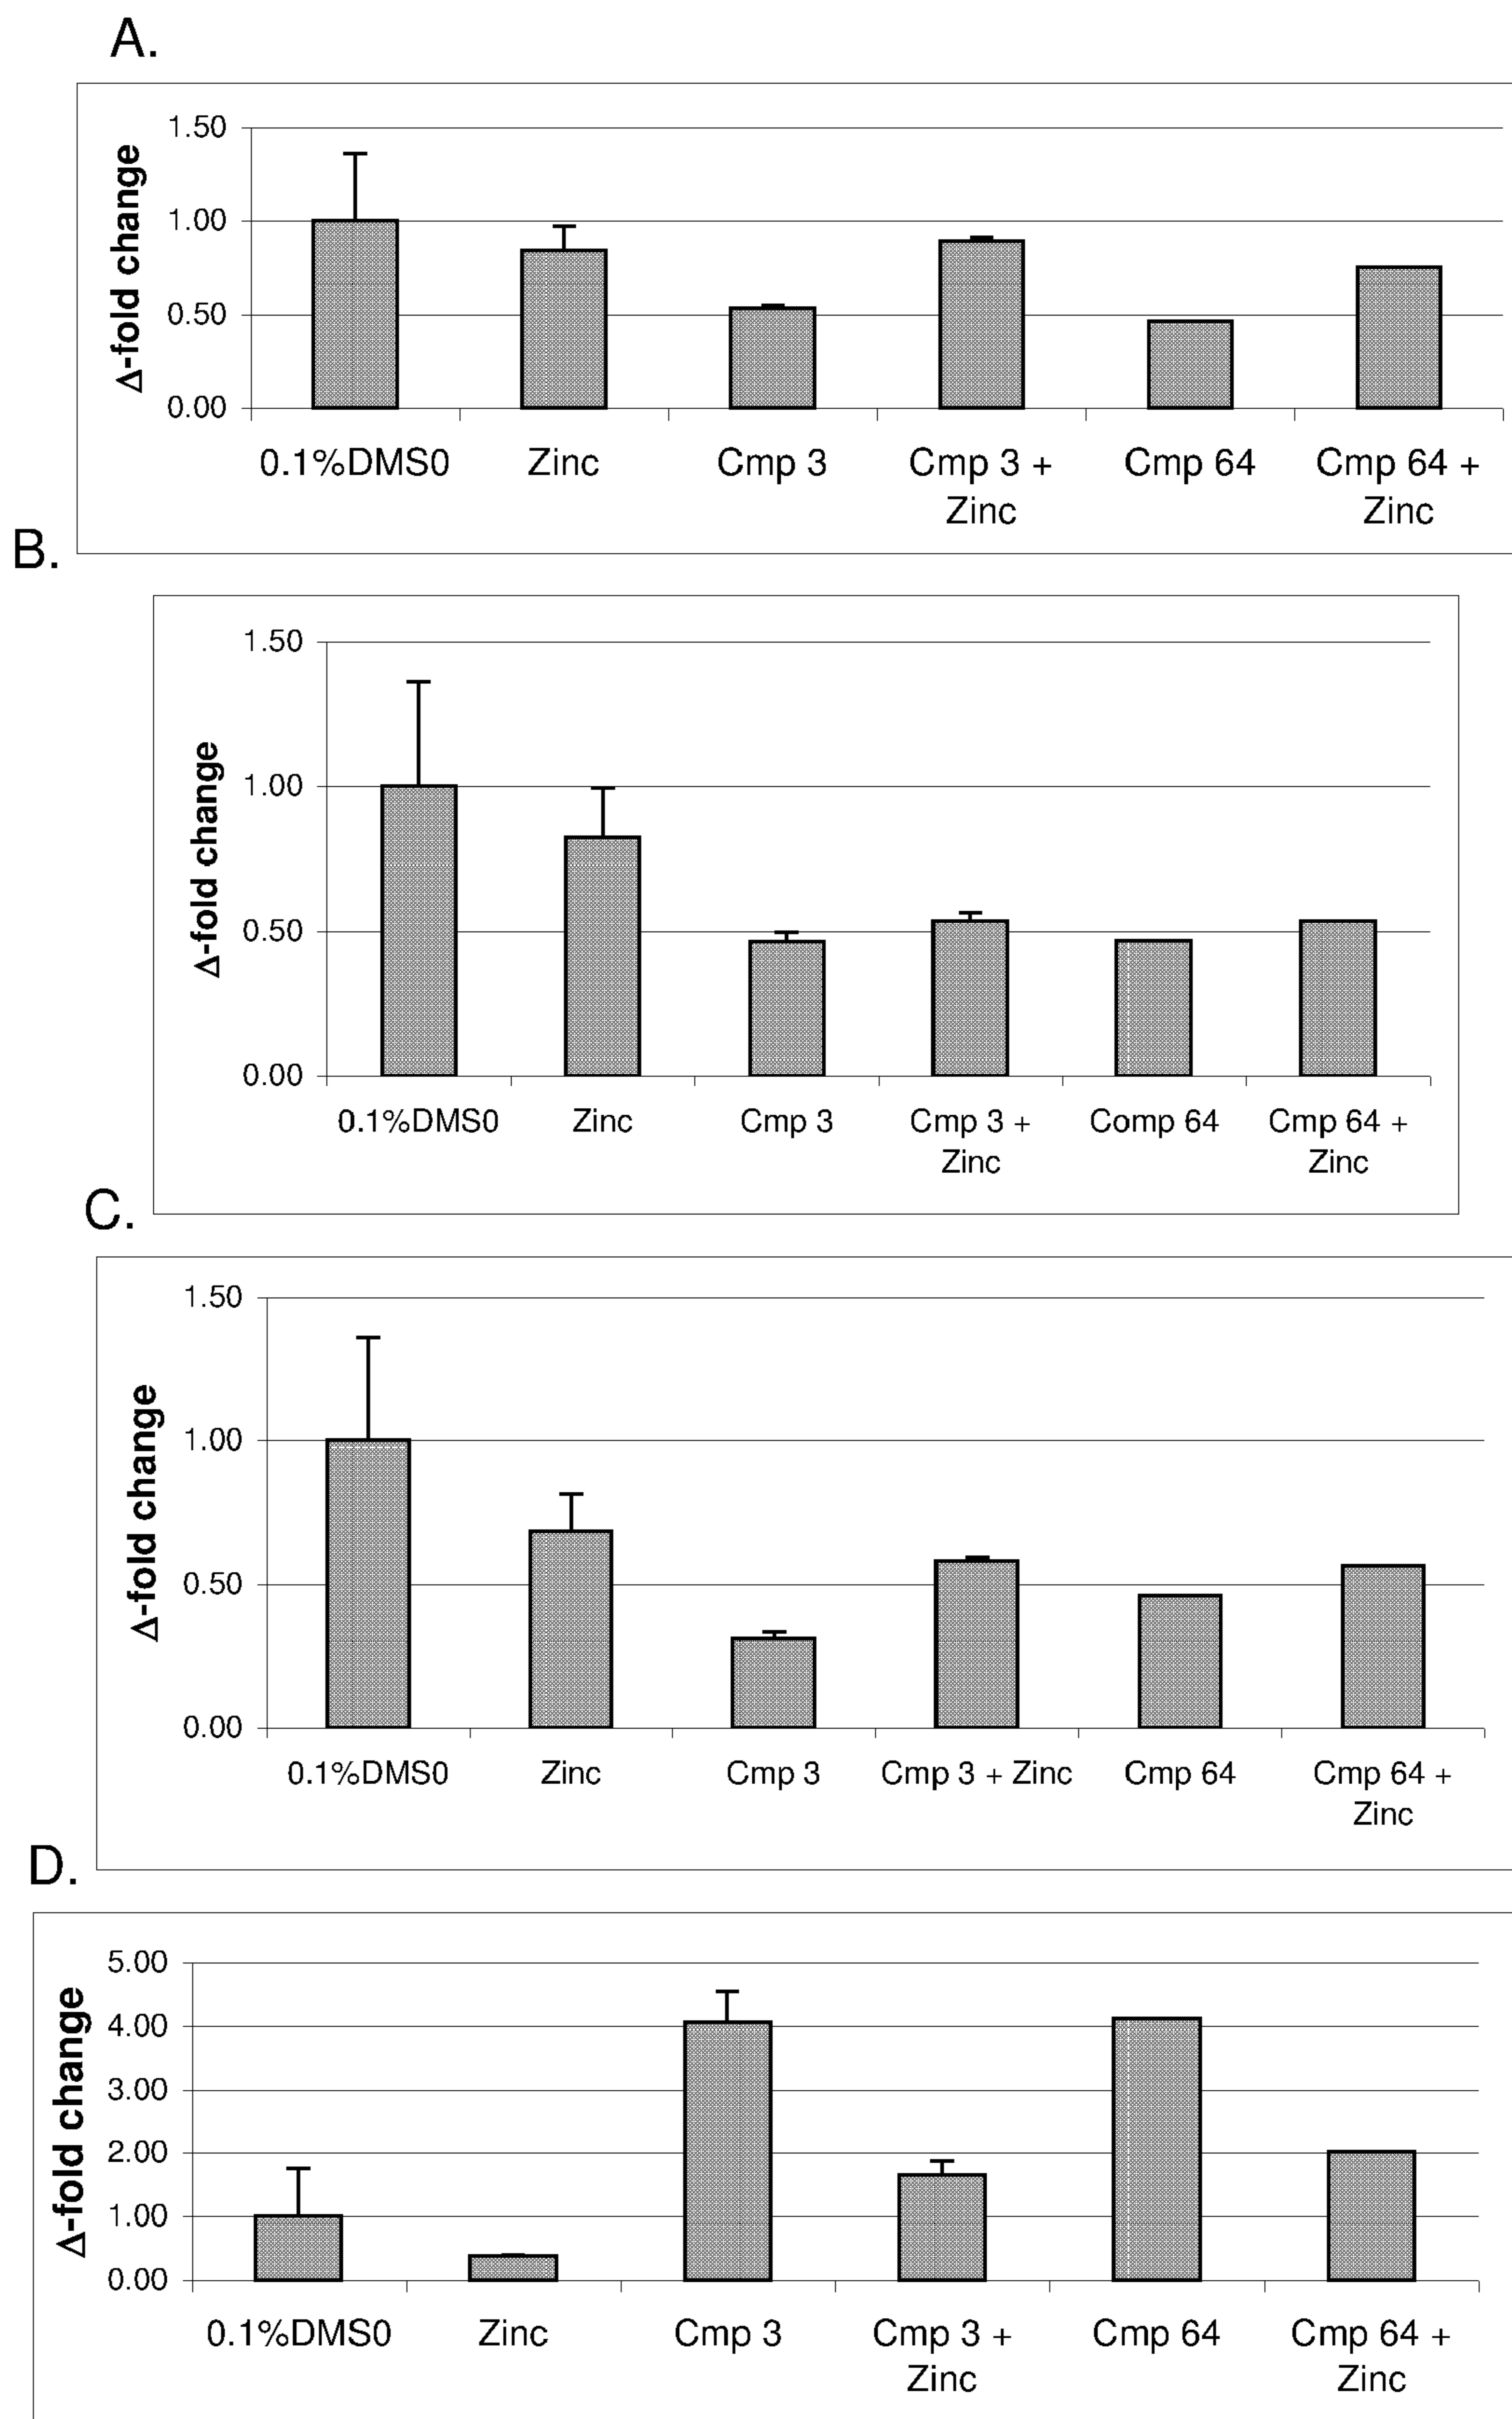 A.
Δ-fold change
1.50
1.00
0.50
0.00
0.1%DMS0
Zinc
Cmp 3
Cmp 3 +
Zinc
Cmp 64
Cmp 64 +
Zinc
B.
Δ-fold change
1.50
1.00
0.50
0.00
0.1%DMS0
Zinc
Cmp 3
Cmp 3 +
Zinc
Comp 64
Cmp 64 +
Zinc
C.
Δ-fold change
1.50
1.00
0.50
0.00
0.1%DMS0
Zinc
Cmp 3
Cmp 3 + Zinc
Cmp 64
Cmp 64 +
Zinc
D.
Δ-fold change
5.00
4.00
3.00
2.00
1.00
0.00
0.1%DMS0
Zinc
Cmp 3
Cmp 3 +
Zinc
Cmp 64
Cmp 64 +
Zinc